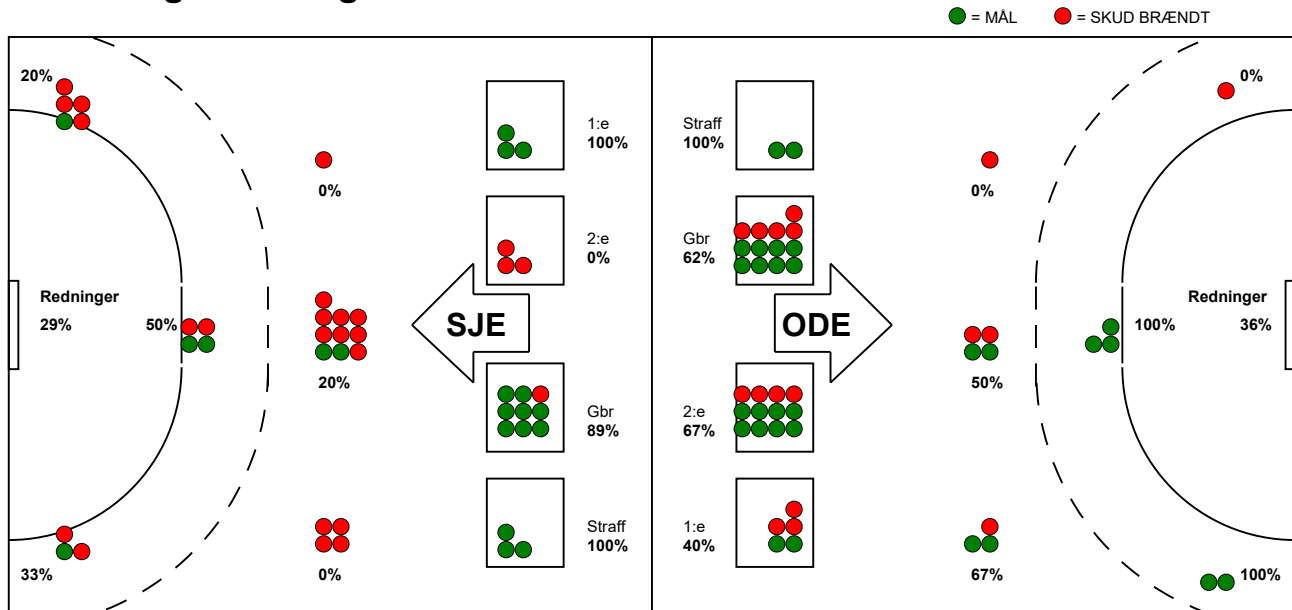 = MÅL
= SKUD BRÆNDT
20%
0%
1:e
100%
Straff
100%
0%
0%
2:e
0%
Gbr
62%
Redninger
29%
50%
SJE
ODE
100%
Redninger
36%
20%
50%
Gbr
89%
2:e
67%
Straff
100%
1:e
40%
33%
0%
67%
100%